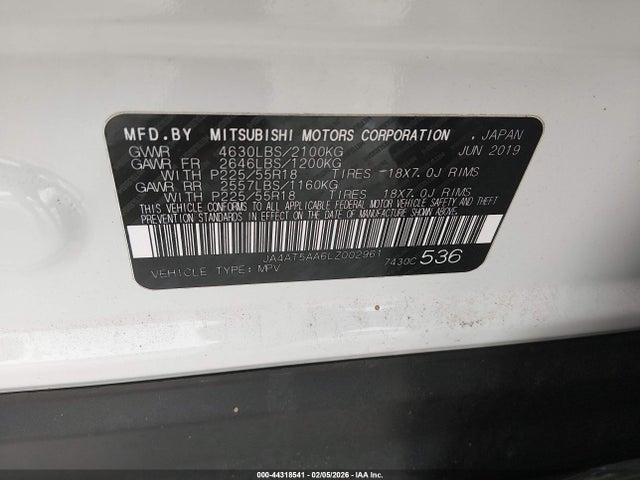 MFD.BY MITSUBISHI MOTORS CORPORATION . JAPAN
GVWR 4630LBS/2100KG JUN 2019
GAWR FR 2646LBS/1200KG
WITH P225/55R18 TIRES -18X7.0J RIMS
GAWR RR 2557LBS/1160KG
WITH P225/55R18 TIRES 18X7.0J RIMS
THIS VEHICLE CONFORMS TO ALL APPLICABLE FEDERAL MOTOR VEHICLE SAFETY, BUMPER, AND THEFT
PREVENTION STANDARDS IN EFFECT ON THE DATE OF MANUFACTURE SHOWN ABOVE.
JA4AT5AA6LZ002961
VEHICLE TYPE: MPV 7430C 536
000-44318541 - 02/05/2026 - IAA Inc.